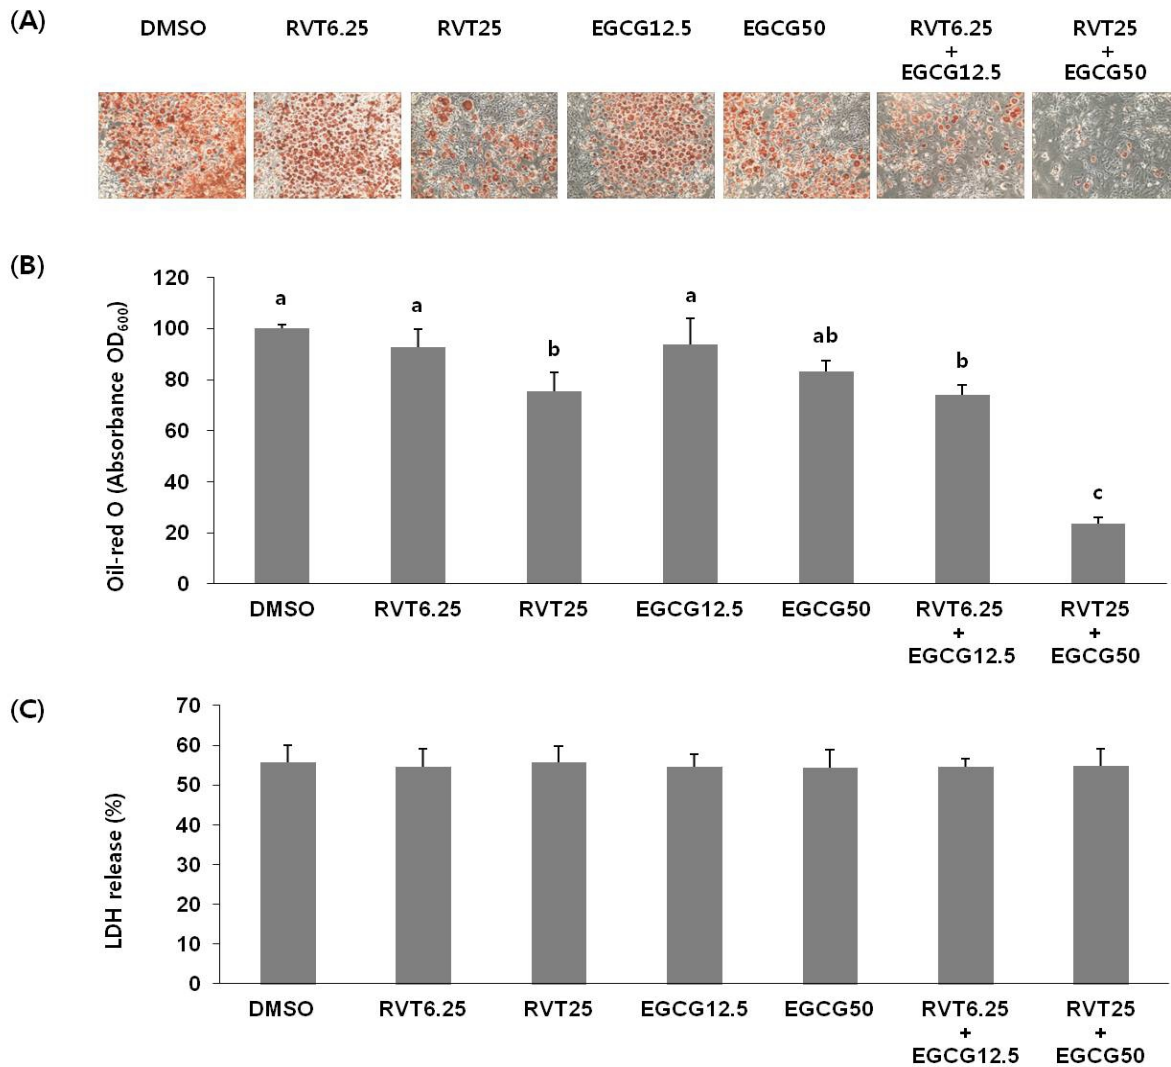 (A)
DMSO RVT6.25 RVT25 EGCG12.5 EGCG50 RVT6.25 RVT25
+ +
EGCG12.5 EGCG50
(B)
Oil-red O (Absorbance OD600)
120
100
80
60
40
20
0
a a b a ab b c
DMSO RVT6.25 RVT25 EGCG12.5 EGCG50 RVT6.25 RVT25
+ +
EGCG12.5 EGCG50
(C)
LDH release (%)
70
60
50
40
30
20
10
0
DMSO RVT6.25 RVT25 EGCG12.5 EGCG50 RVT6.25 RVT25
+ +
EGCG12.5 EGCG50